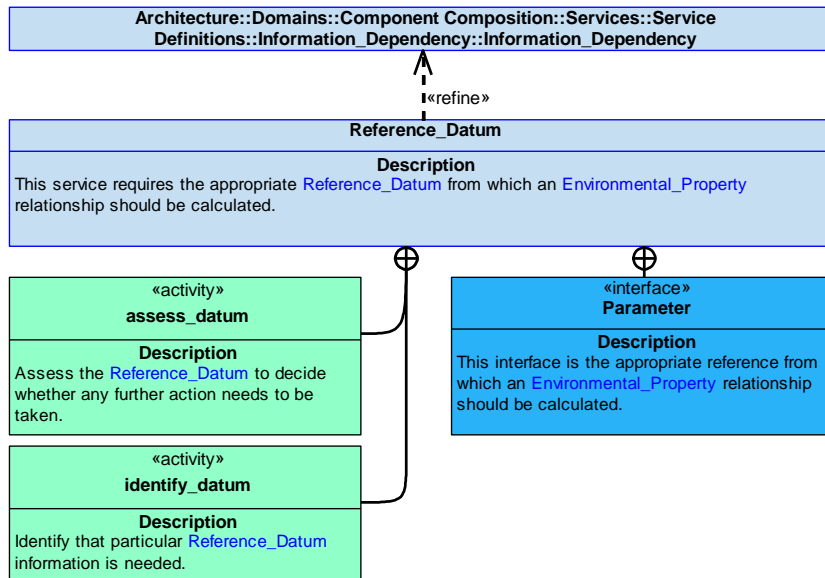 Architecture::Domains::Component Composition::Services::Service
Definitions::Information_Dependency::Information_Dependency
«refine»
Reference_Datum
Description
This service requires the appropriate Reference_Datum from which an Environmental_Property
relationship should be calculated.
«activity»
assess_datum
Description
Assess the Reference_Datum to decide
whether any further action needs to be
taken.
«interface»
Parameter
Description
This interface is the appropriate reference from
which an Environmental_Property relationship
should be calculated.
«activity»
identify_datum
Description
Identify that particular Reference_Datum
information is needed.